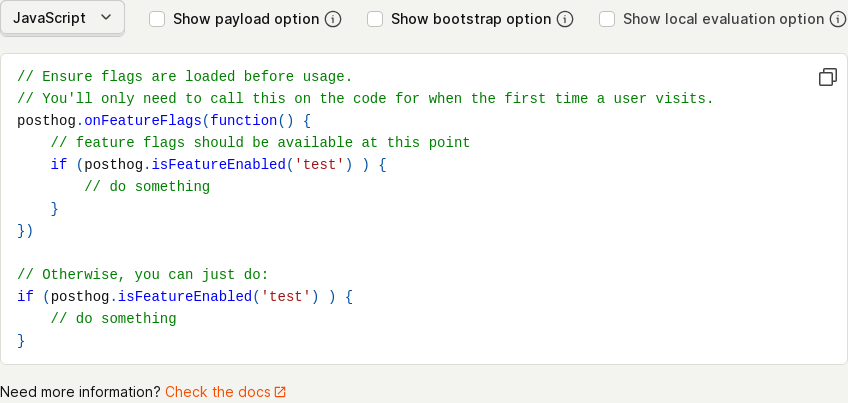 JavaScript Show payload option Show bootstrap option Show local evaluation option
// Ensure flags are loaded before usage.
// You'll only need to call this on the code for when the first time a user visits.
posthog.onFeatureFlags(function() {
    // feature flags should be available at this point
    if (posthog.isFeatureEnabled('test') ) {
        // do something
    }
})

// Otherwise, you can just do:
if (posthog.isFeatureEnabled('test') ) {
    // do something
}
Need more information? Check the docs